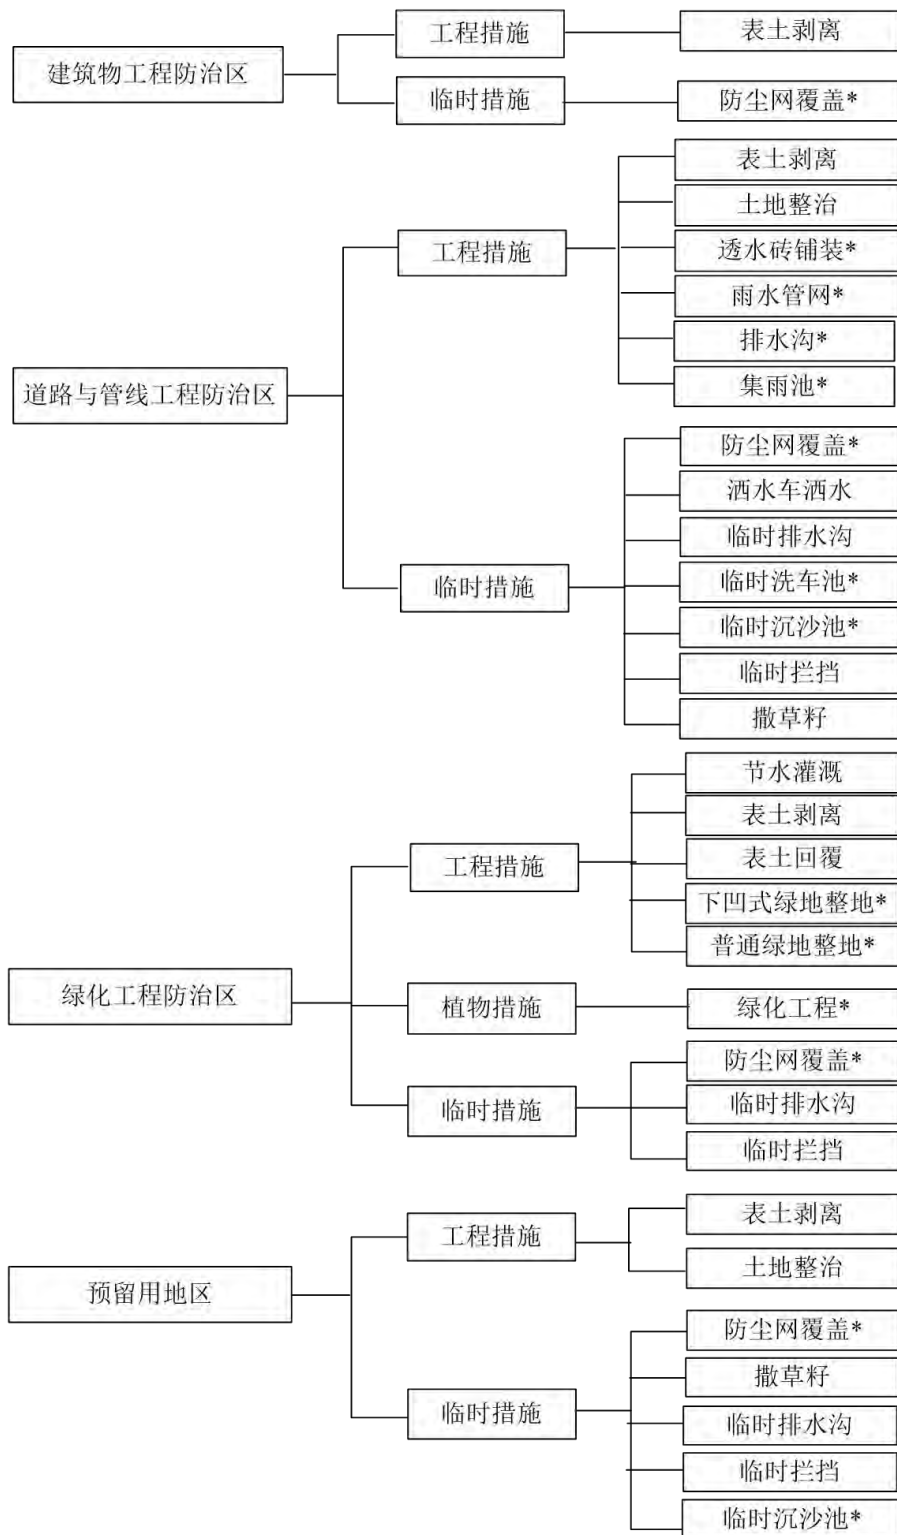 建筑物工程防治区
工程措施
表土剥离
临时措施
防尘网覆盖*
道路与管线工程防治区
工程措施
表土剥离
土地整治
透水砖铺装*
雨水管网*
排水沟*
集雨池*
临时措施
防尘网覆盖*
洒水车洒水
临时排水沟
临时洗车池*
临时沉沙池*
临时拦挡
撒草籽
绿化工程防治区
工程措施
节水灌溉
表土剥离
表土回覆
下凹式绿地整地*
普通绿地整地*
植物措施
绿化工程*
临时措施
防尘网覆盖*
临时排水沟
临时拦挡
预留用地区
工程措施
表土剥离
土地整治
临时措施
防尘网覆盖*
撒草籽
临时排水沟
临时拦挡
临时沉沙池*